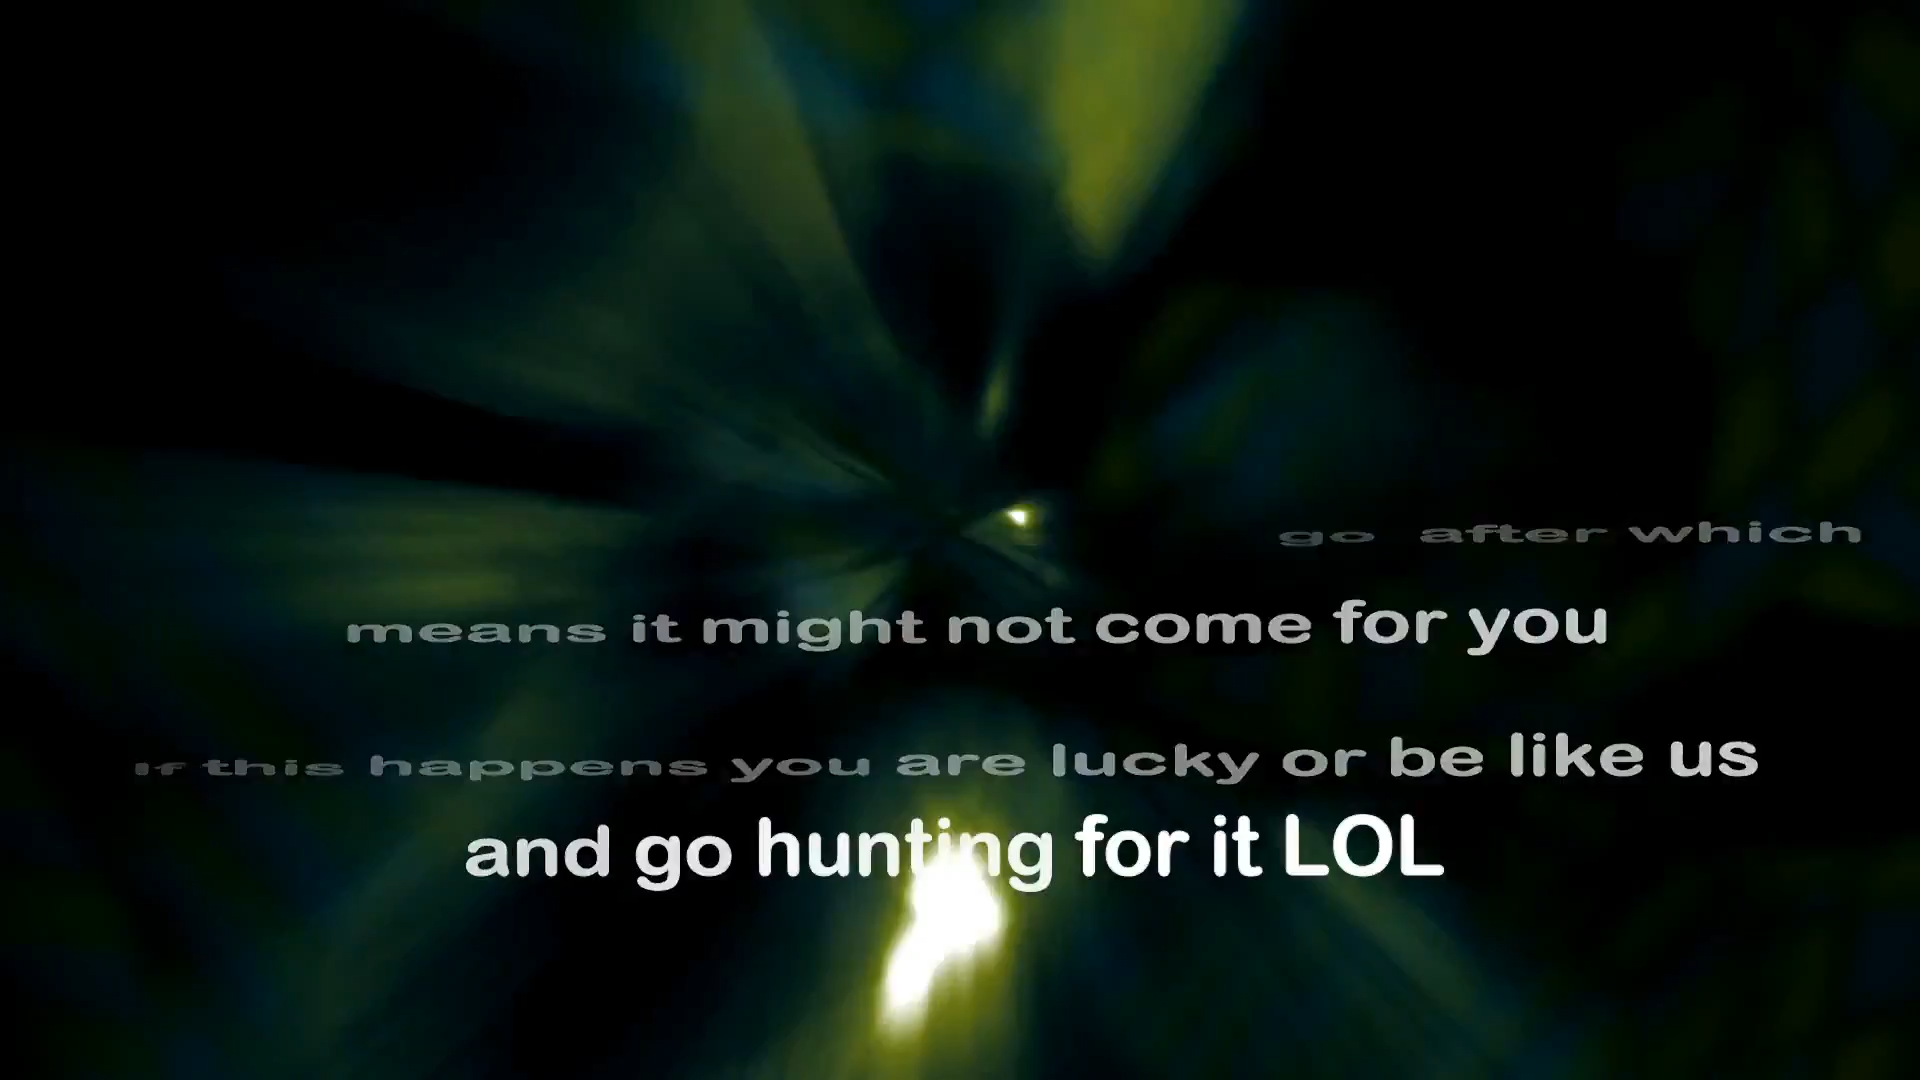 go after which
means it might not come for you
If this happens you are lucky or be like us
and go hunting for it LOL